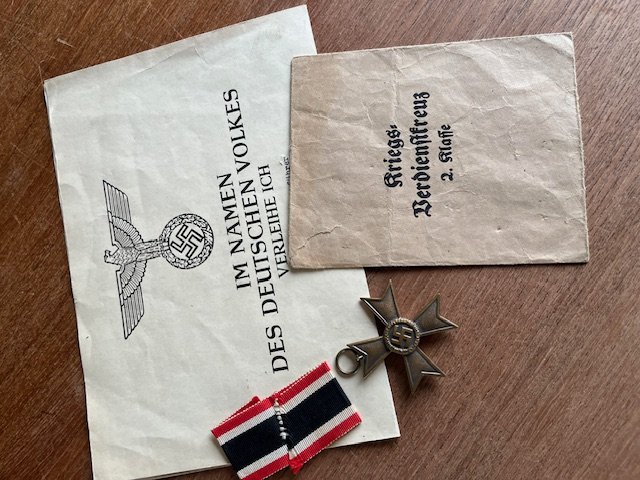 IM NAMEN
DES DEUTSCHEN VOLKES
VERLEIHE ICH
Kriegs-
Verdienstkreuz
2. Klasse